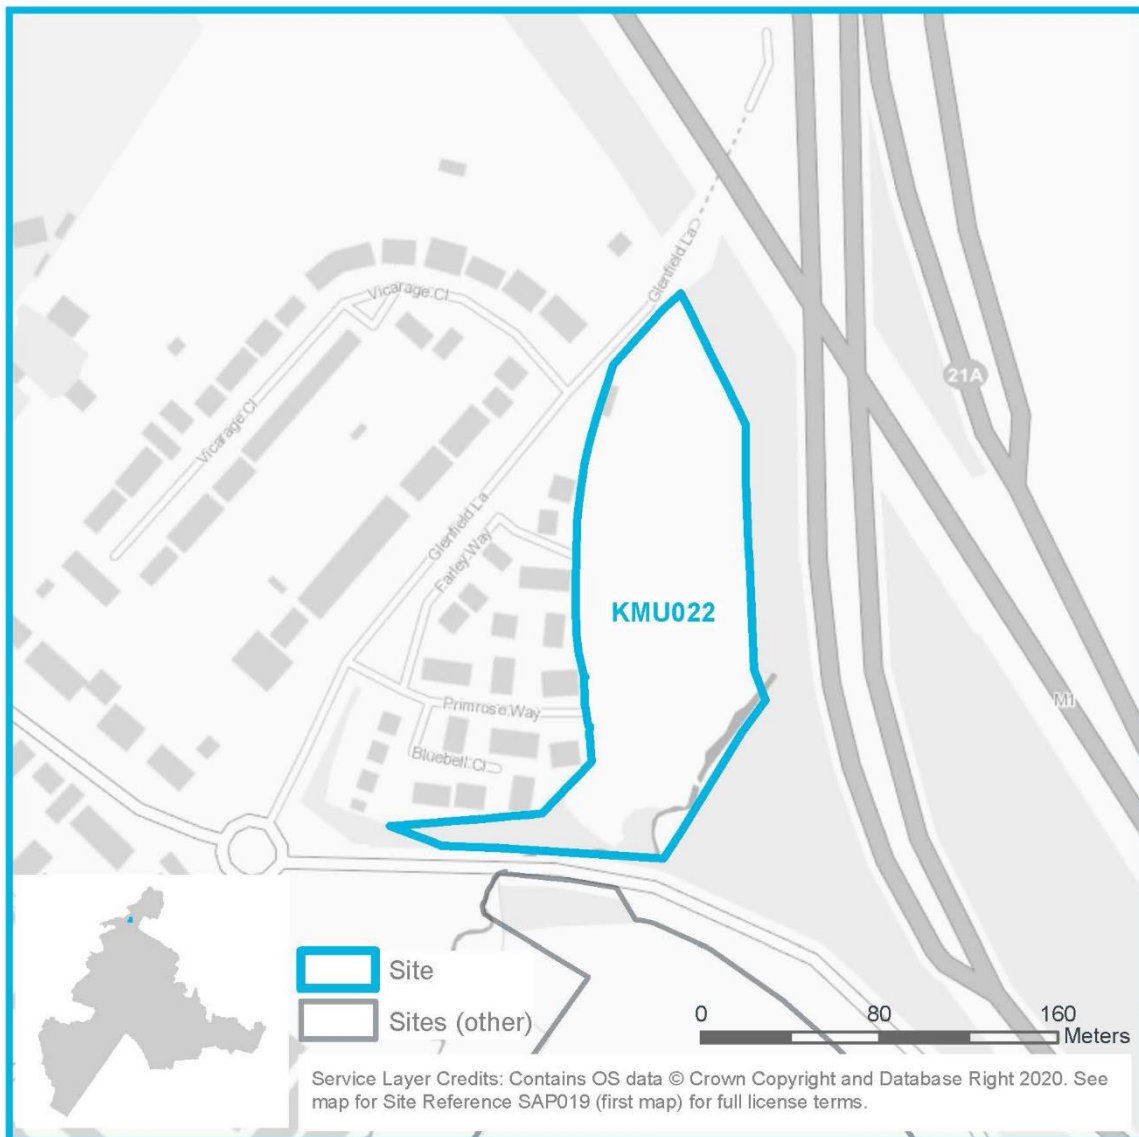 Glenfield La
Vicarage Cl
21A
Vicarage Cl
Glenfield La
Farley Way
KMU022
M1
Primrose Way
Bluebell Cl
Site
Sites (other)
0 80 160
Meters
Service Layer Credits: Contains OS data © Crown Copyright and Database Right 2020. See
map for Site Reference SAP019 (first map) for full license terms.